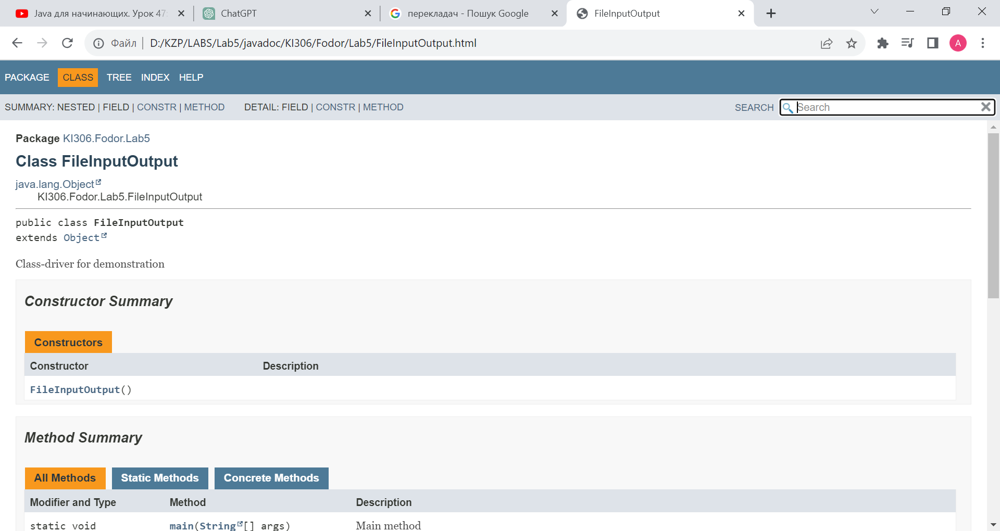 Java для начинающих. Урок 47:
ChatGPT
перекладач - Пошук Google
FileInputOutput
Файл
D:/KZP/LABS/Lab5/javadoc/KI306/Fodor/Lab5/FileInputOutput.html
A
PACKAGE CLASS TREE INDEX HELP
SUMMARY: NESTED | FIELD | CONSTR | METHOD DETAIL: FIELD | CONSTR | METHOD
SEARCH Search
Package KI306.Fodor.Lab5
Class FileInputOutput
java.lang.Object
KI306.Fodor.Lab5.FileInputOutput
public class FileInputOutput
extends Object
Class-driver for demonstration
Constructor Summary
Constructors
Constructor Description
FileInputOutput()
Method Summary
All Methods Static Methods Concrete Methods
Modifier and Type Method Description
static void main(String[] args) Main method